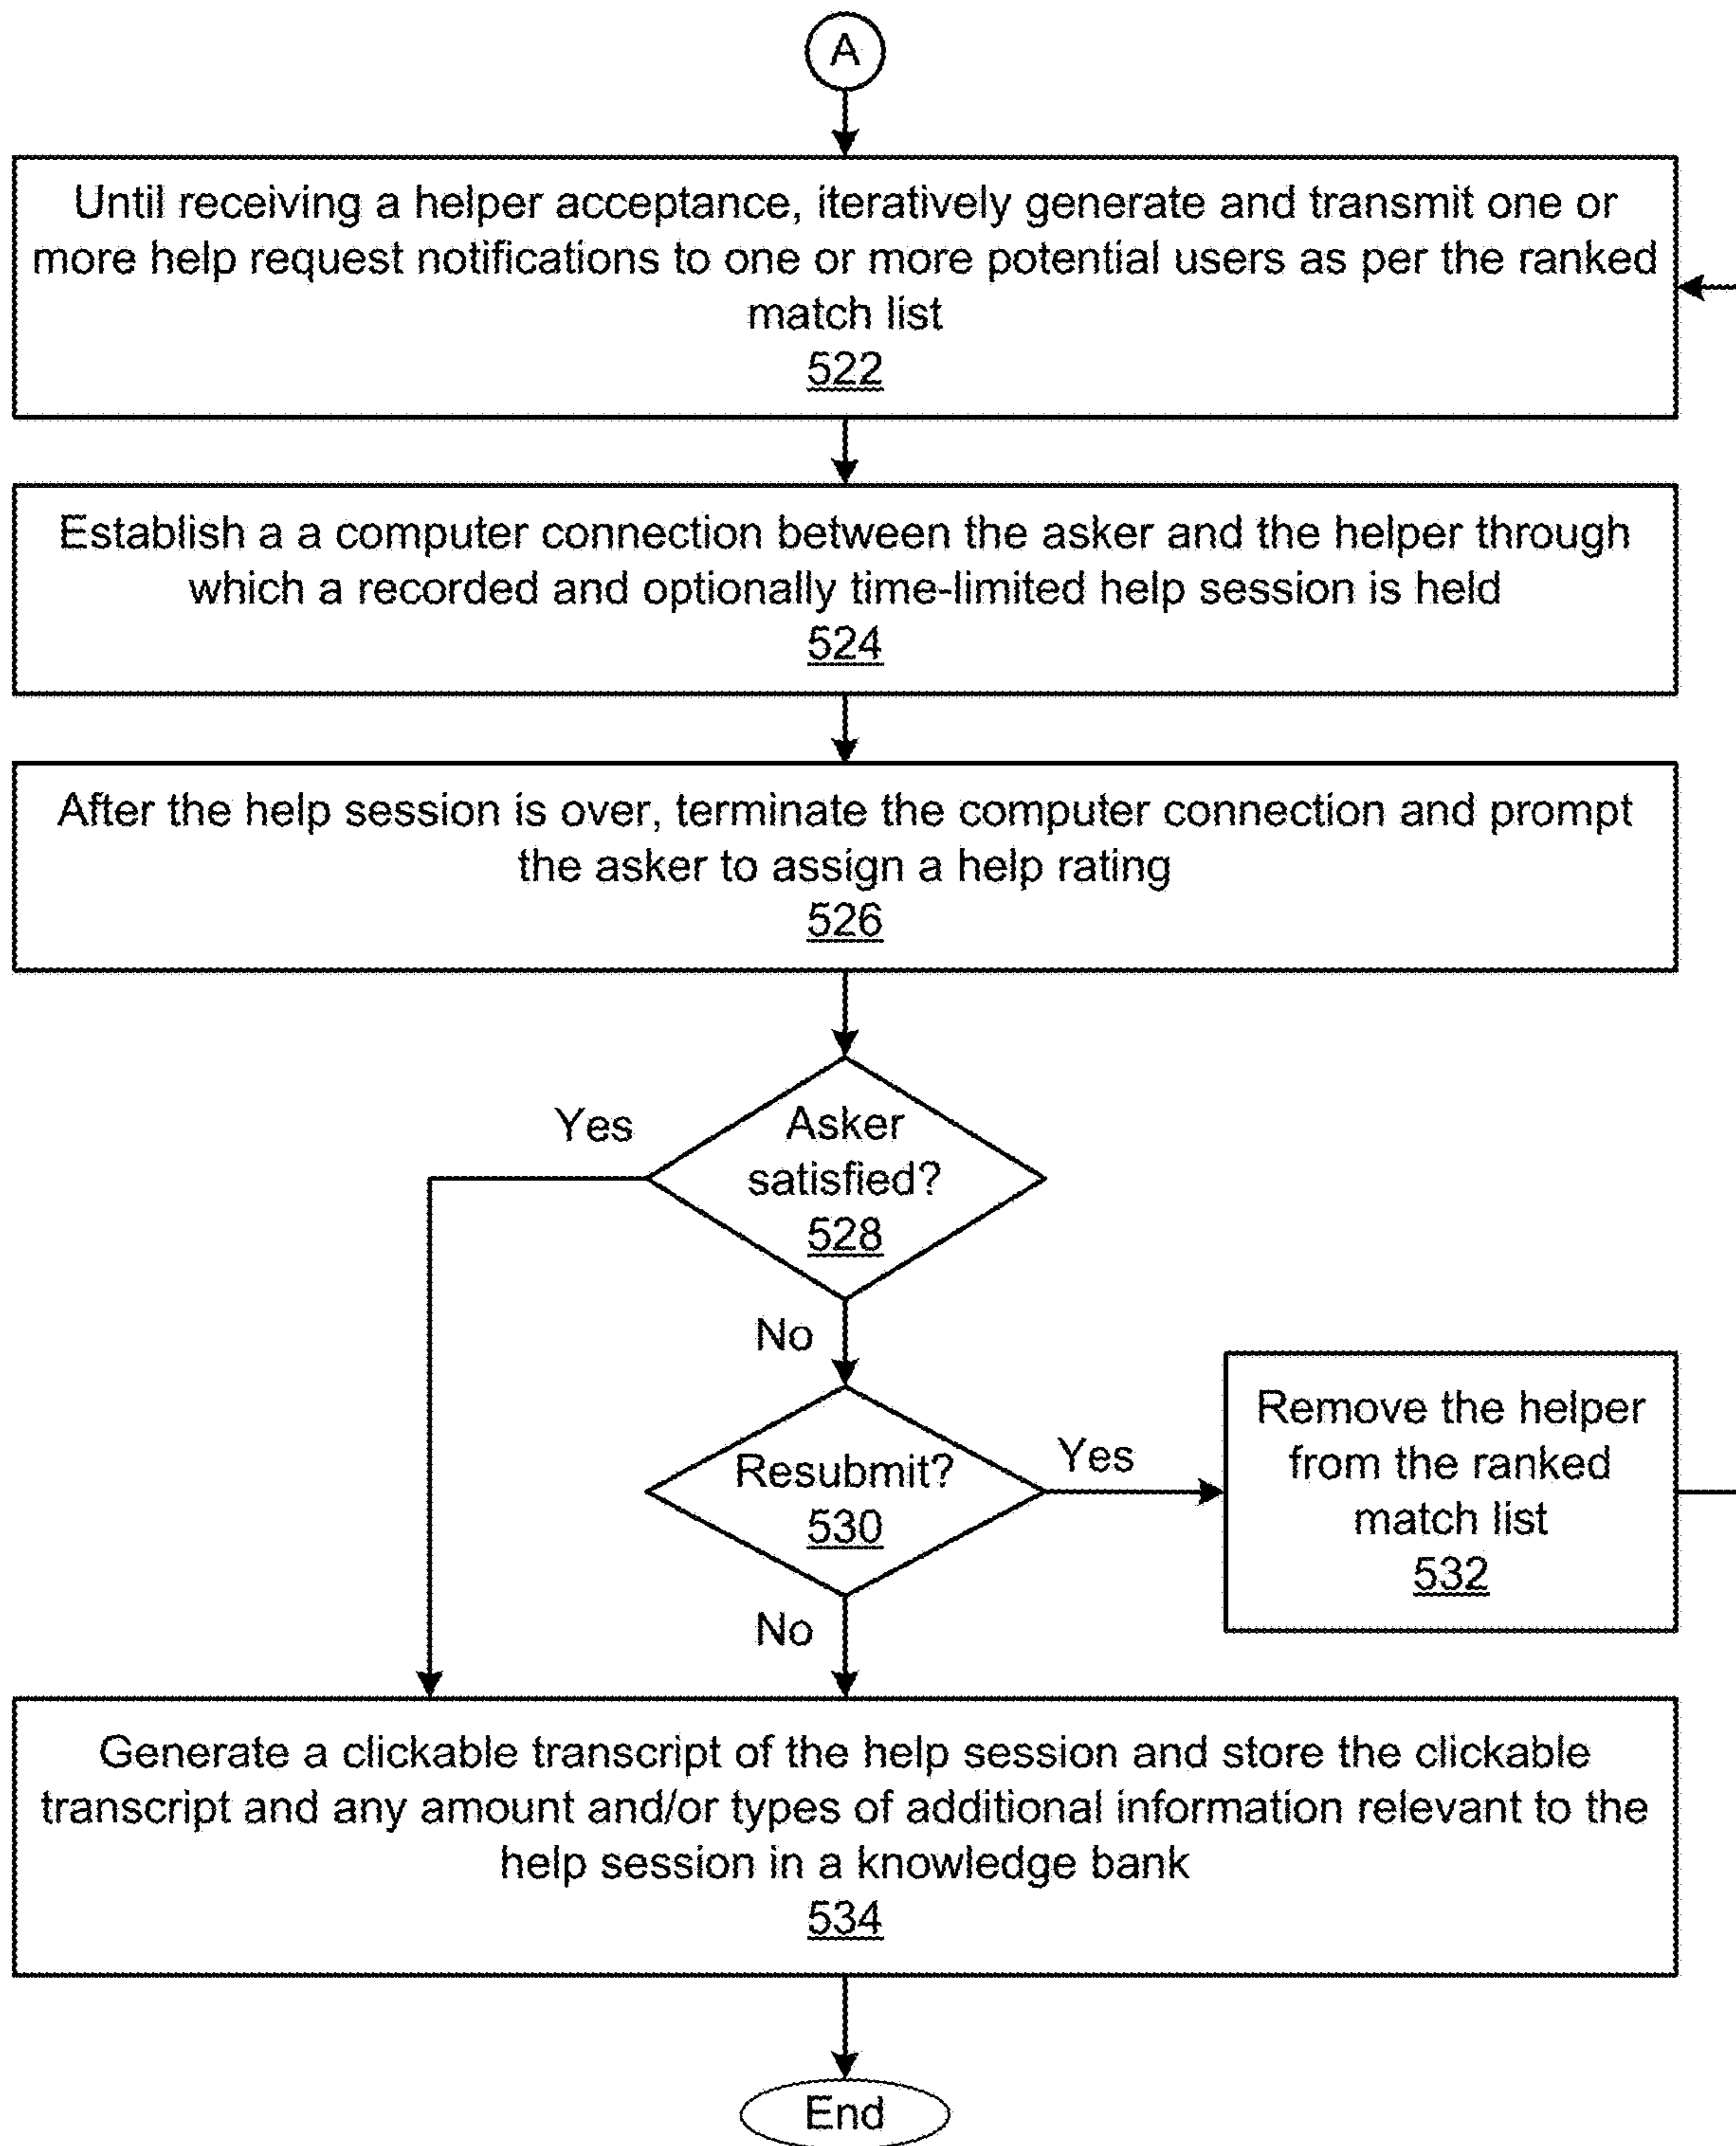 A
Until receiving a helper acceptance, iteratively generate and transmit one or
more help request notifications to one or more potential users as per the ranked
match list
522
Establish a a computer connection between the asker and the helper through
which a recorded and optionally time-limited help session is held
524
After the help session is over, terminate the computer connection and prompt
the asker to assign a help rating
526
Yes
Asker
satisfied?
528
No
Resubmit?
530
Yes
Remove the helper
from the ranked
match list
532
No
Generate a clickable transcript of the help session and store the clickable
transcript and any amount and/or types of additional information relevant to the
help session in a knowledge bank
534
End